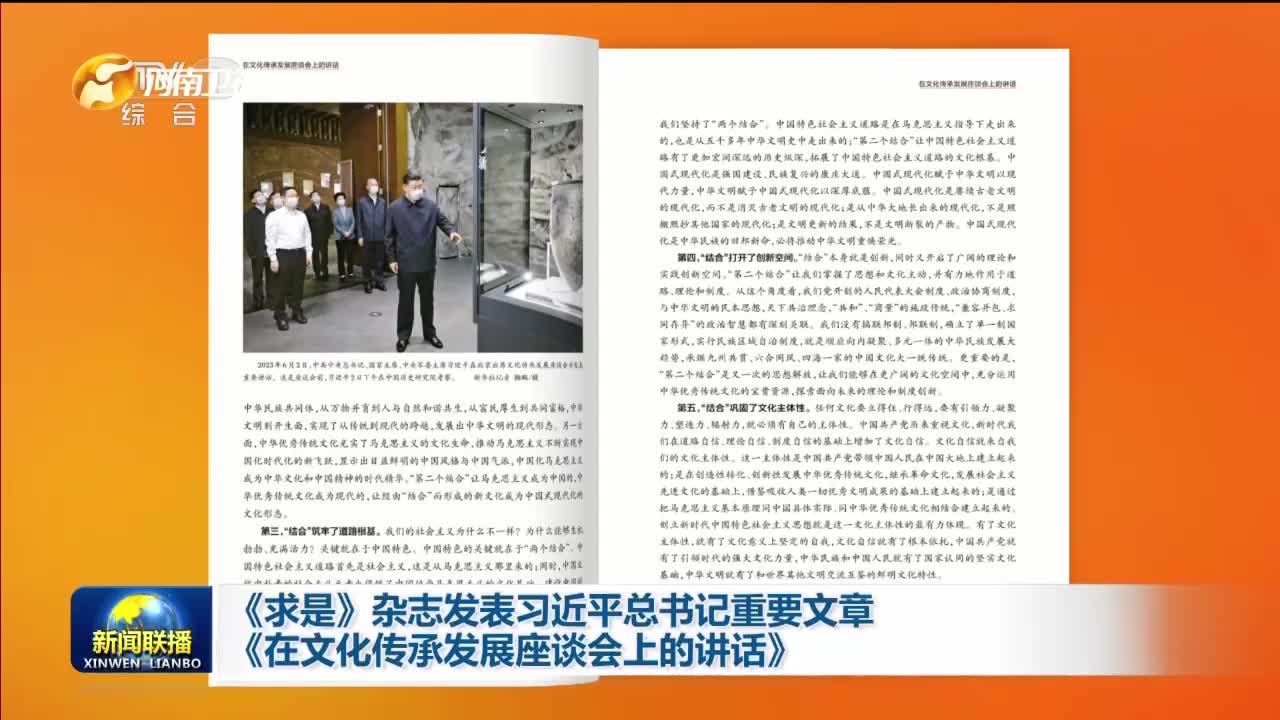 河南卫
综合
在文化传承发展座谈会上的讲话
2023年6月2日,中共中央总书记、国家主席、中央军委主席习近平在北京出席文化传承发展座谈会并发表
重要讲话。这是座谈会前,习近平2日下午在中国历史研究院考察。 新华社记者 鞠鹏/摄
中华民族共同体,从万物并育到人与自然和谐共生,从富民厚生到共同富裕,中华
文明别开生面,实现了从传统到现代的跨越,发展出中华文明的现代形态。另一方
面,中华优秀传统文化充实了马克思主义的文化生命,推动马克思主义不断实现中
国化时代化的新飞跃,显示出日益鲜明的中国风格与中国气派,中国化马克思主义
成为中华文化和中国精神的时代精华。“第二个结合”让马克思主义成为中国的,中
华优秀传统文化成为现代的,让经由“结合”而形成的新文化成为中国式现代化的
文化形态。
第三,“结合”筑牢了道路根基。我们的社会主义为什么不一样?为什么能够生机
勃勃、充满活力?关键就在于中国特色。中国特色的关键就在于“两个结合”。中
国特色社会主义道路首先是社会主义,这是从马克思主义那里来的;同时,中国文
在文化传承发展座谈会上的讲话
我们坚持了“两个结合”。中国特色社会主义道路是在马克思主义指导下走出来
的,也是从五千多年中华文明史中走出来的;“第二个结合”让中国特色社会主义道
路有了更加宏阔深远的历史纵深,拓展了中国特色社会主义道路的文化根基。中
国式现代化是强国建设、民族复兴的康庄大道。中国式现代化赋予中华文明以现
代力量,中华文明赋予中国式现代化以深厚底蕴。中国式现代化是赓续古老文明
的现代化,而不是消灭古老文明的现代化;是从中华大地长出来的现代化,不是照
搬照抄其他国家的现代化;是文明更新的结果,不是文明断裂的产物。中国式现代
化是中华民族的旧邦新命,必将推动中华文明重焕荣光。
第四,“结合”打开了创新空间。“结合”本身就是创新,同时又开启了广阔的理论和
实践创新空间。“第二个结合”让我们掌握了思想和文化主动,并有力地作用于道
路、理论和制度。从这个角度看,我们党开创的人民代表大会制度、政治协商制度,
与中华文明的民本思想,天下共治理念,“共和”、“商量”的施政传统,“兼容并包、求
同存异”的政治智慧都有深刻关联。我们没有搞联邦制、邦联制,确立了单一制国
家形式,实行民族区域自治制度,就是顺应向内凝聚、多元一体的中华民族发展大
趋势,承继九州共贯、六合同风、四海一家的中国文化大一统传统。更重要的是,
“第二个结合”是又一次的思想解放,让我们能够在更广阔的文化空间中,充分运用
中华优秀传统文化的宝贵资源,探索面向未来的理论和制度创新。
第五,“结合”巩固了文化主体性。任何文化要立得住、行得远,要有引领力、凝聚
力、塑造力、辐射力,就必须有自己的主体性。中国共产党历来重视文化,新时代我
们在道路自信、理论自信、制度自信的基础上增加了文化自信。文化自信就来自我
们的文化主体性。这一主体性是中国共产党带领中国人民在中国大地上建立起来
的;是在创造性转化、创新性发展中华优秀传统文化,继承革命文化,发展社会主义
先进文化的基础上,借鉴吸收人类一切优秀文明成果的基础上建立起来的;是通过
把马克思主义基本原理同中国具体实际、同中华优秀传统文化相结合建立起来的。
创立新时代中国特色社会主义思想就是这一文化主体性的最有力体现。有了文化
主体性,就有了文化意义上坚定的自我,文化自信就有了根本依托,中国共产党就
有了引领时代的强大文化力量,中华民族和中国人民就有了国家认同的坚实文化
基础,中华文明就有了和世界其他文明交流互鉴的鲜明文化特性。
新闻联播
XINWEN LIANBO
《求是》杂志发表习近平总书记重要文章
《在文化传承发展座谈会上的讲话》